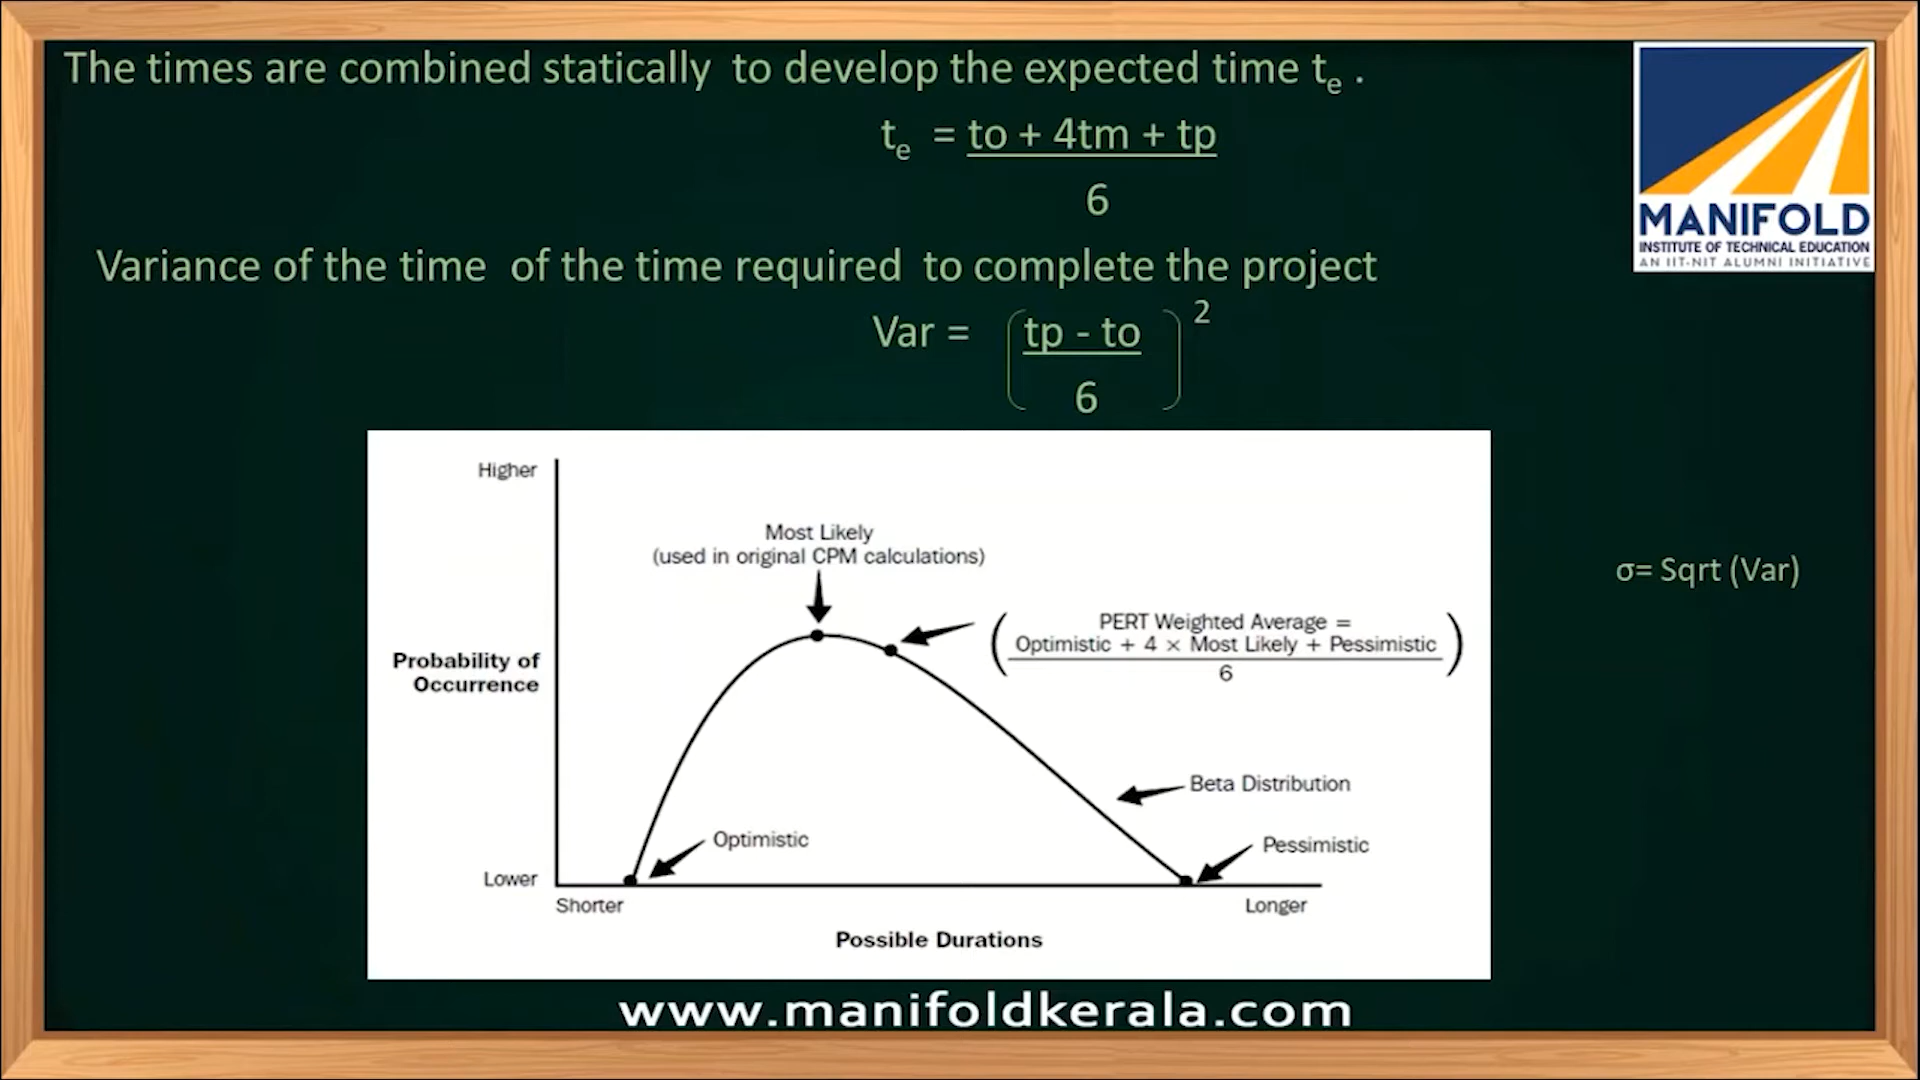 The times are combined statically to develop the expected time te .
te = to + 4tm + tp
6
Variance of the time of the time required to complete the project
Var = ( tp - to ) 2
6
MANIFOLD
INSTITUTE OF TECHNICAL EDUCATION
AN IIT-NIT ALUMNI INITIATIVE
Higher
Most Likely
(used in original CPM calculations)
σ= Sqrt (Var)
PERT Weighted Average =
( Optimistic + 4 × Most Likely + Pessimistic )
6
Probability of
Occurrence
Beta Distribution
Optimistic
Pessimistic
Lower
Shorter
Longer
Possible Durations
www.manifoldkerala.com